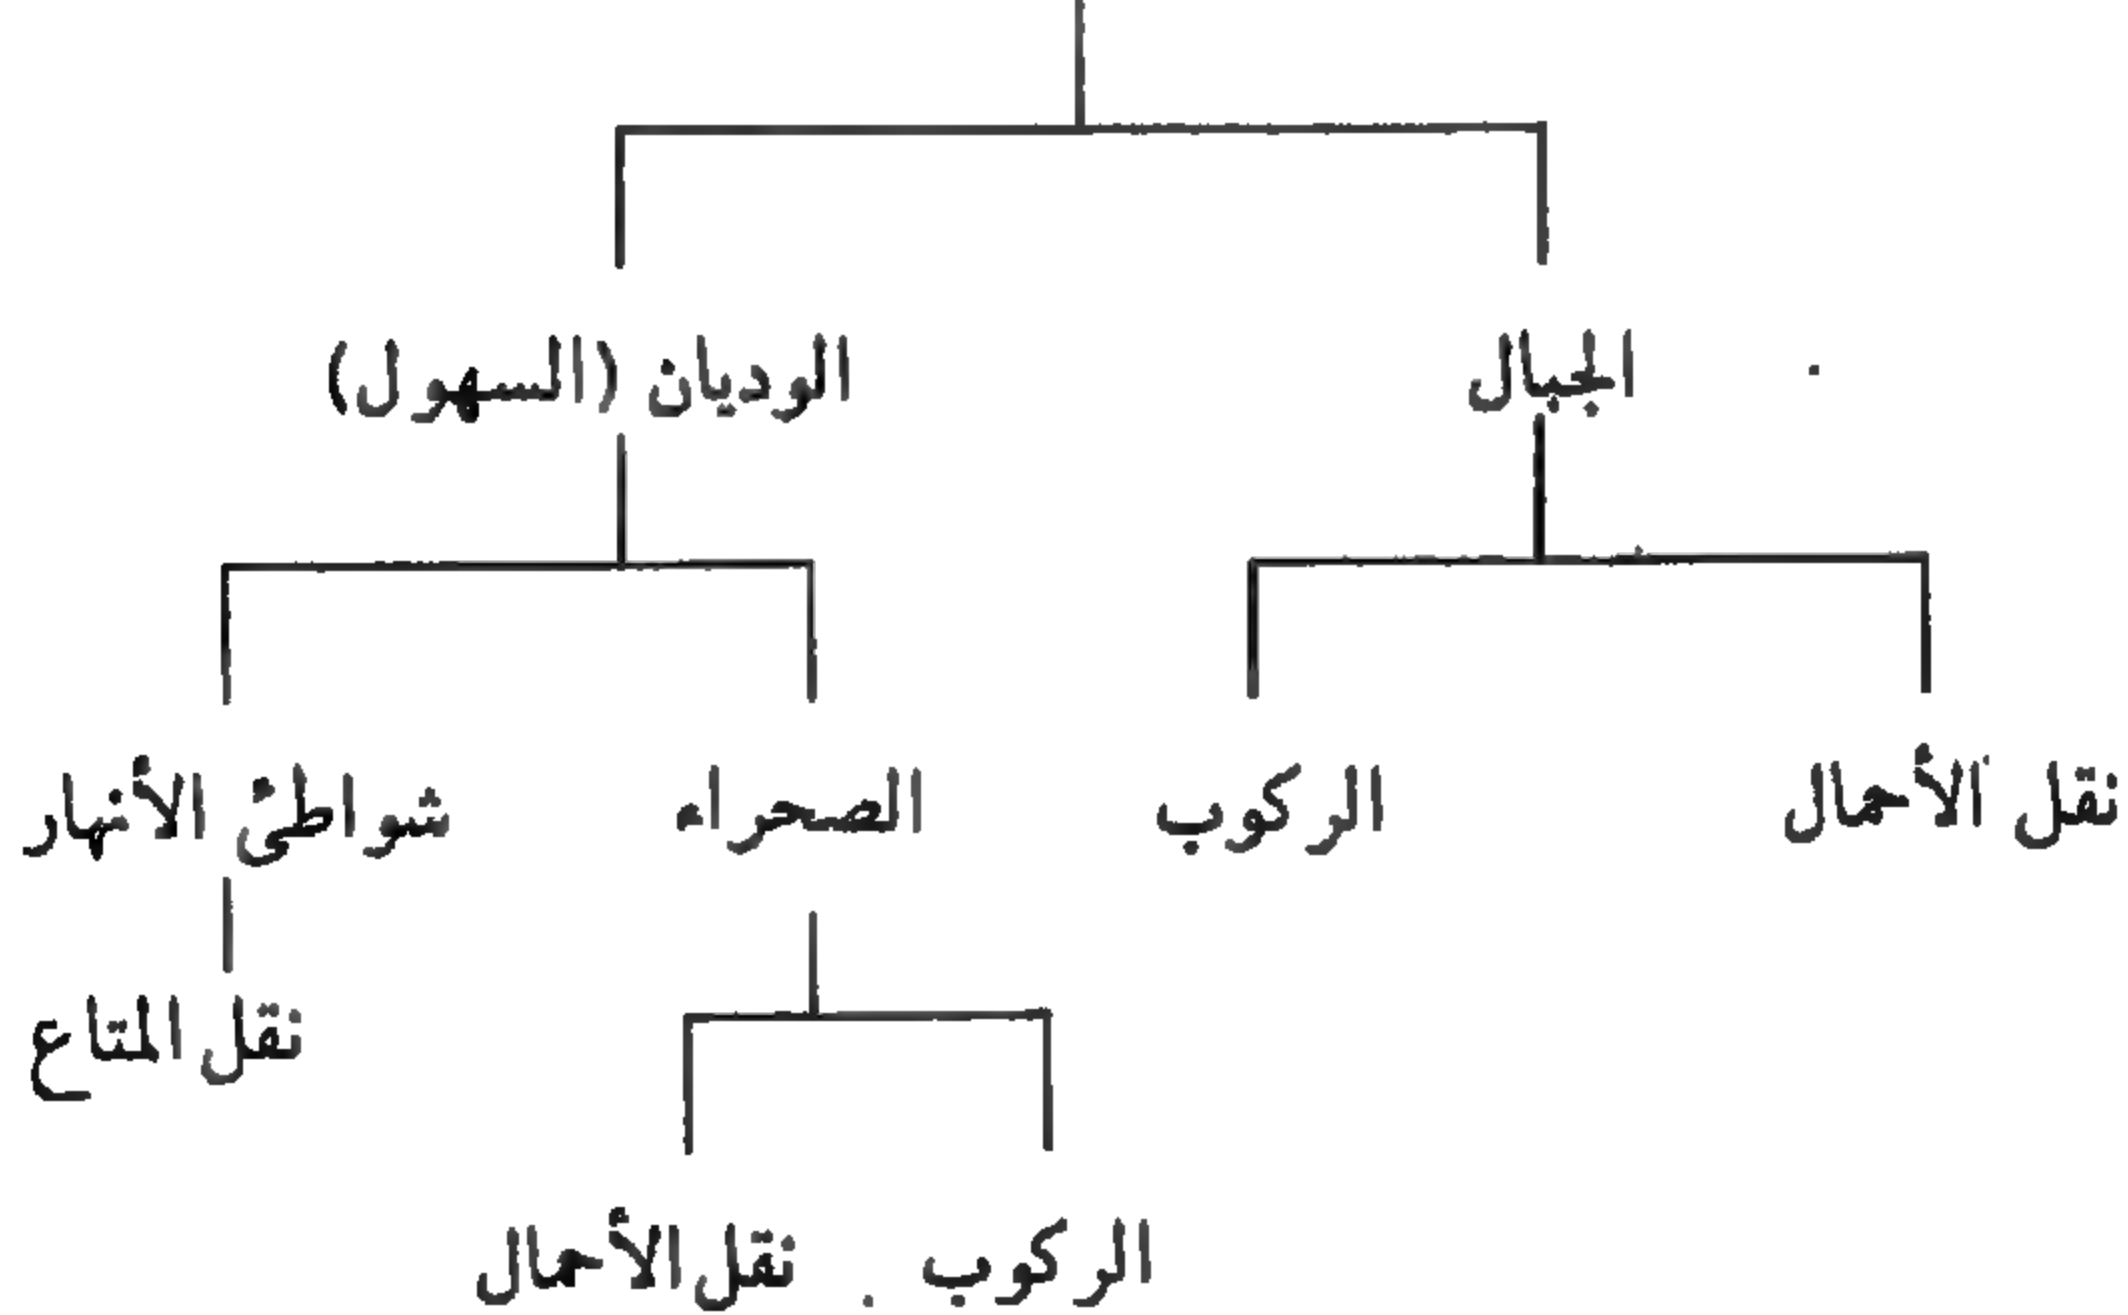 الجبال الوديان (السهول)
نقل الأحمال الركوب الصحراء شواطئ الأنهار
نقل المتاع
الركوب نقل الأحمال